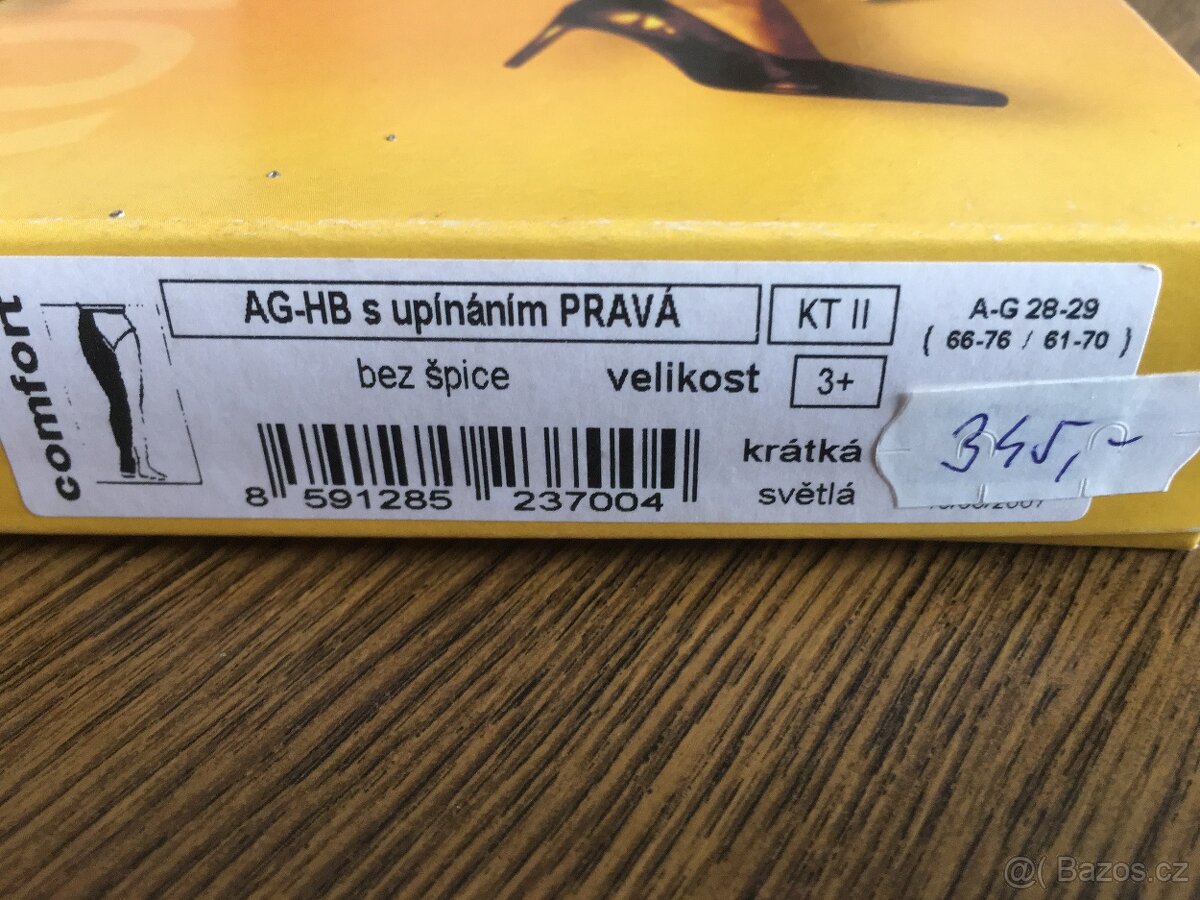 comfort
AG-HB s upínáním PRAVÁ
KT II
A-G 28-29
( 66-76 / 61-70 )
bez špice
velikost
3+
krátká
světlá
345,-
8 591285 237004
@( Bazos.cz